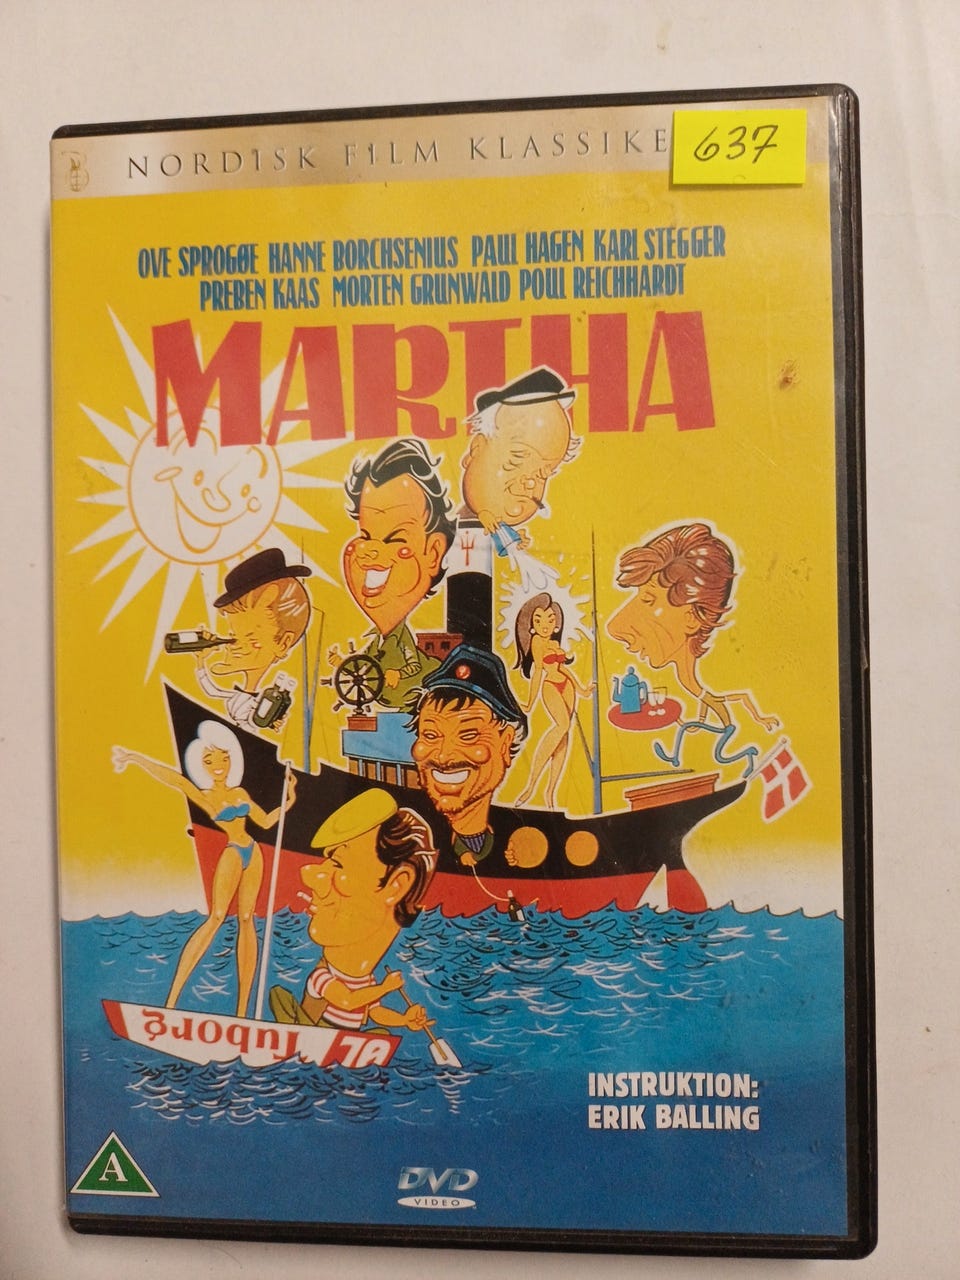 NORDISK FILM KLASSIKE
637
OVE SPROGØE HANNE BORCHSENIUS PAUL HAGEN KARL STEGGER
PREBEN KAAS MORTEN GRUNWALD POUL REICHHARDT
MARTHA
Tuborg
INSTRUKTION:
ERIK BALLING
A
DVD
VIDEO